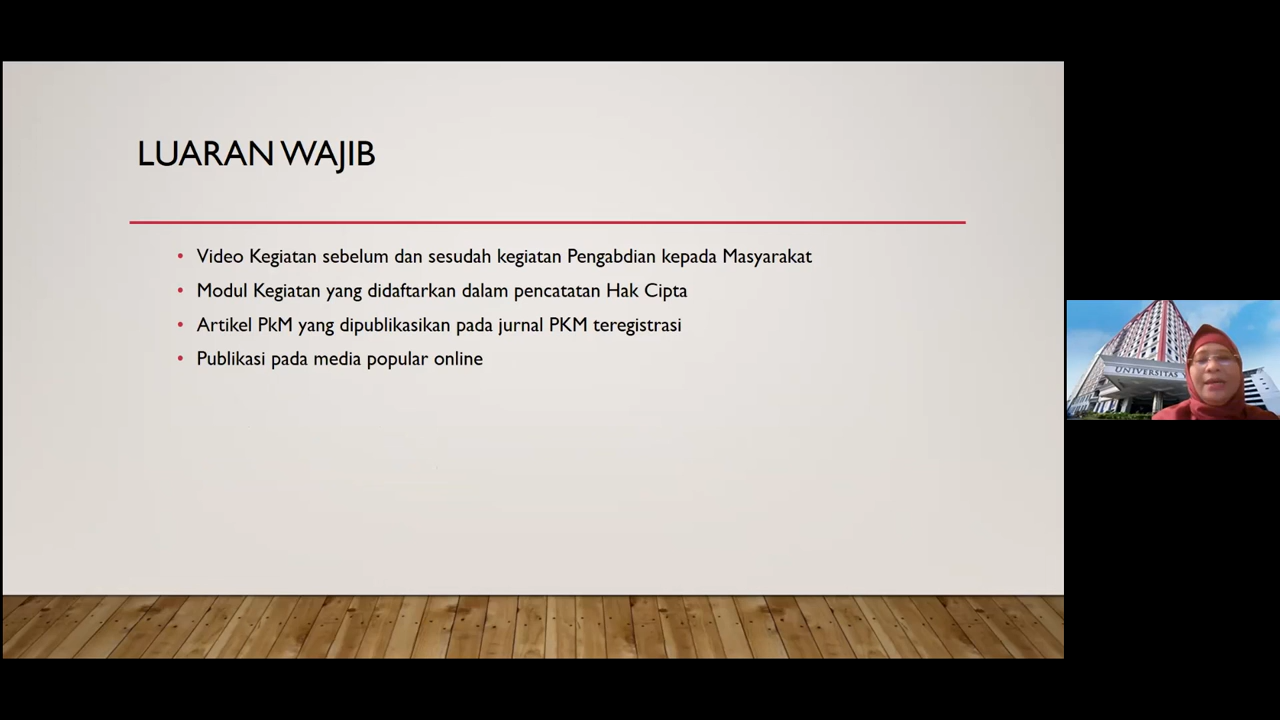 LUARAN WAJIB
• Video Kegiatan sebelum dan sesudah kegiatan Pengabdian kepada Masyarakat
• Modul Kegiatan yang didaftarkan dalam pencatatan Hak Cipta
• Artikel PkM yang dipublikasikan pada jurnal PKM teregistrasi
• Publikasi pada media popular online
UNIVERSITAS